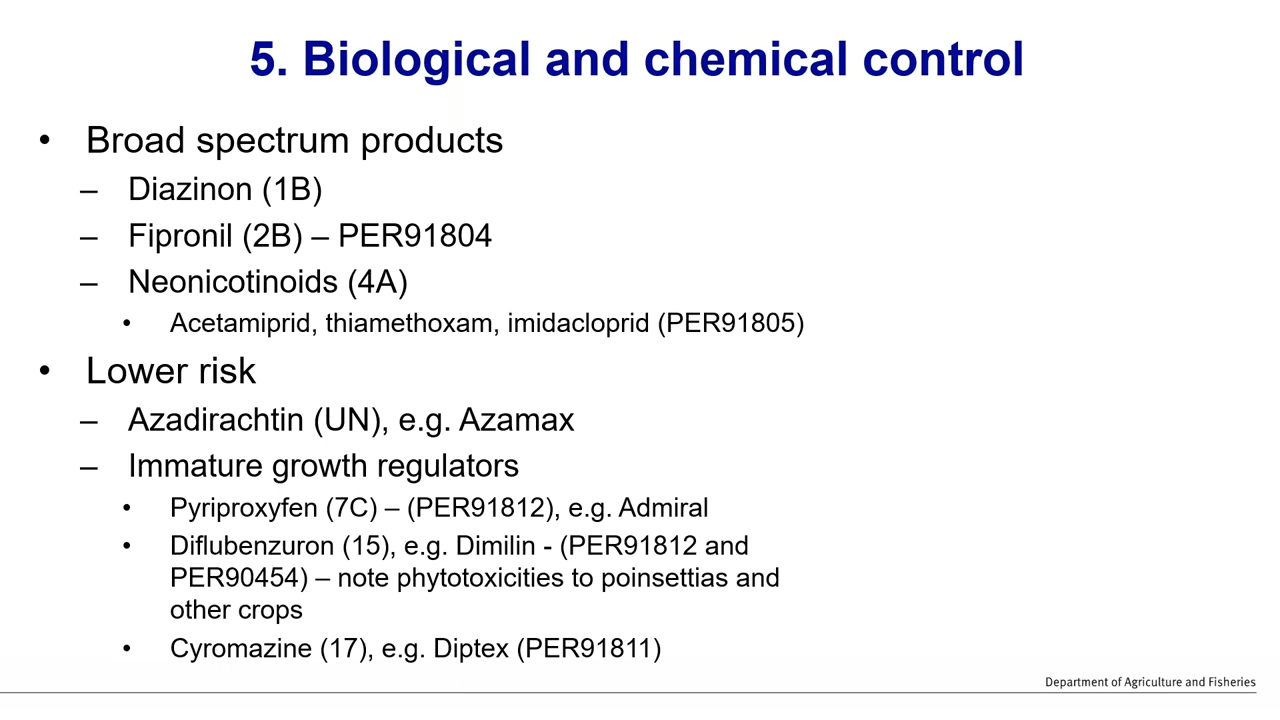 5. Biological and chemical control
• Broad spectrum products
– Diazinon (1B)
– Fipronil (2B) – PER91804
– Neonicotinoids (4A)
• Acetamiprid, thiamethoxam, imidacloprid (PER91805)
• Lower risk
– Azadirachtin (UN), e.g. Azamax
– Immature growth regulators
• Pyriproxyfen (7C) – (PER91812), e.g. Admiral
• Diflubenzuron (15), e.g. Dimilin - (PER91812 and
PER90454) – note phytotoxicities to poinsettias and
other crops
• Cyromazine (17), e.g. Diptex (PER91811)
Department of Agriculture and Fisheries